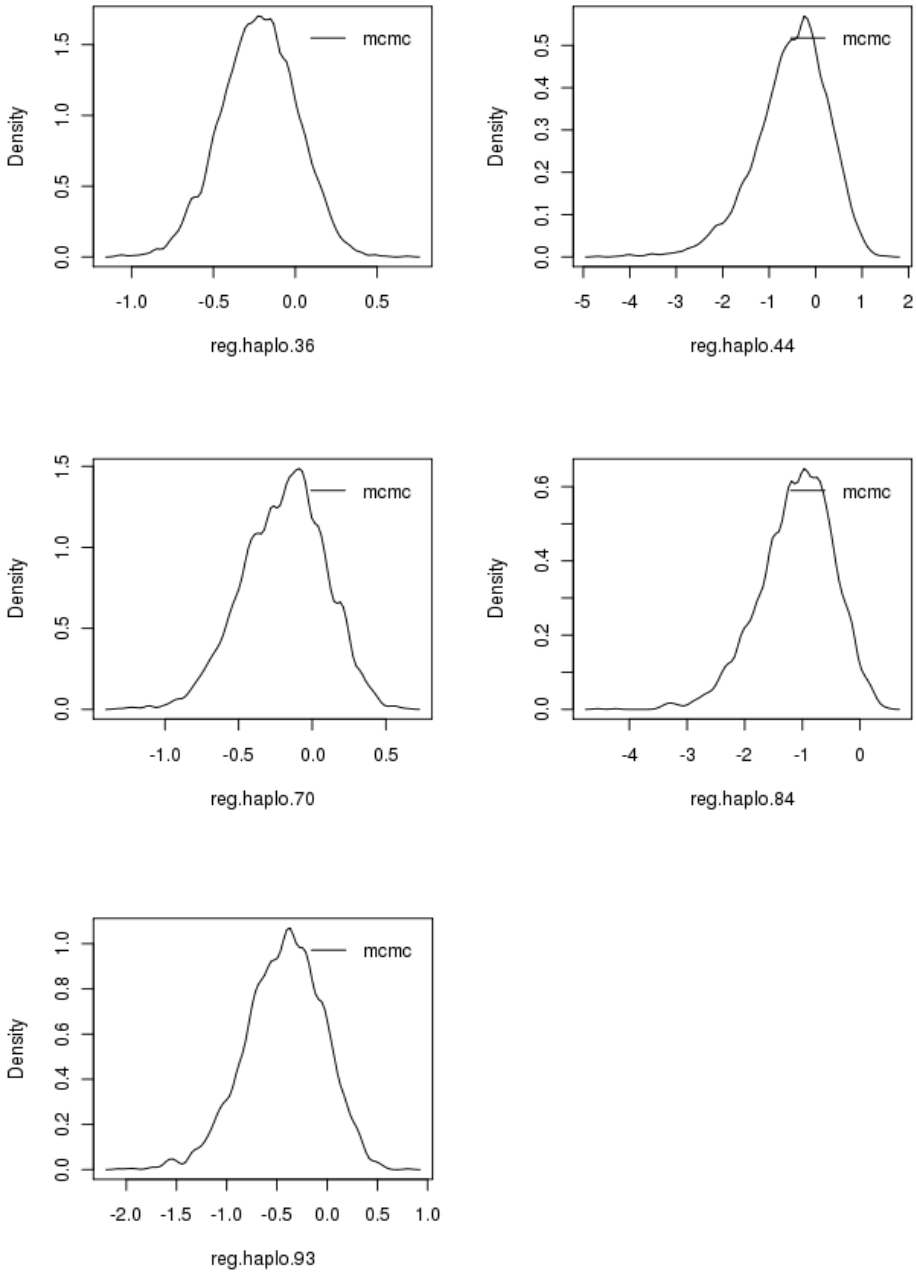 mcmc
Density
0.0 0.5 1.0 1.5
-1.0 -0.5 0.0 0.5
reg.haplo.36
mcmc
Density
0.0 0.1 0.2 0.3 0.4 0.5
-5 -4 -3 -2 -1 0 1 2
reg.haplo.44
mcmc
Density
0.0 0.5 1.0 1.5
-1.0 -0.5 0.0 0.5
reg.haplo.70
mcmc
Density
0.0 0.2 0.4 0.6
-4 -3 -2 -1 0
reg.haplo.84
mcmc
Density
0.0 0.2 0.4 0.6 0.8 1.0
-2.0 -1.5 -1.0 -0.5 0.0 0.5 1.0
reg.haplo.93